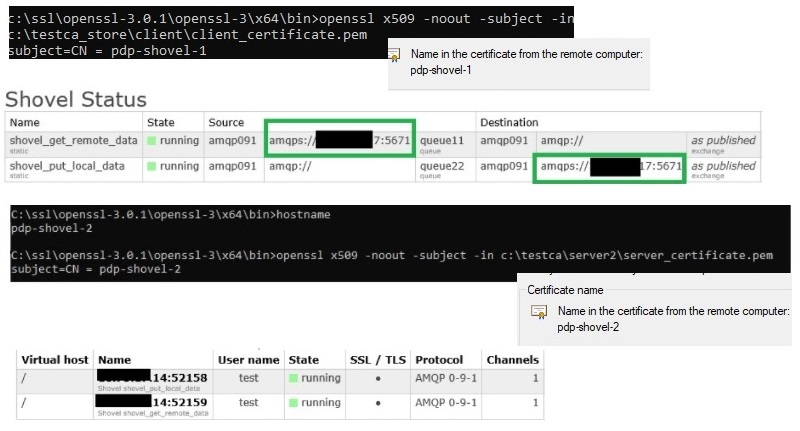 c:\ssl\openssl-3.0.1\openssl-3\x64\bin>openssl x509 -noout -subject -in
c:\testca_store\client\client_certificate.pem
subject=CN = pdp-shovel-1
Name in the certificate from the remote computer:
pdp-shovel-1
Shovel Status
Name State Source Destination
shovel_get_remote_data running amqp091 amqps:// 7:5671 queue11 amqp091 amqp:// as published
static queue exchange
shovel_put_local_data running amqp091 amqp:// queue22 amqp091 amqps:// 17:5671 as published
static queue exchange
C:\ssl\openssl-3.0.1\openssl-3\x64\bin>hostname
pdp-shovel-2
C:\ssl\openssl-3.0.1\openssl-3\x64\bin>openssl x509 -noout -subject -in c:\testca\server2\server_certificate.pem
subject=CN = pdp-shovel-2
Certificate name
Name in the certificate from the remote computer:
pdp-shovel-2
Virtual host Name User name State SSL / TLS Protocol Channels
/ 14:52158 test running • AMQP 0-9-1 1
Shovel shovel_put_local_data
/ 14:52159 test running • AMQP 0-9-1 1
Shovel shovel_get_remote_data